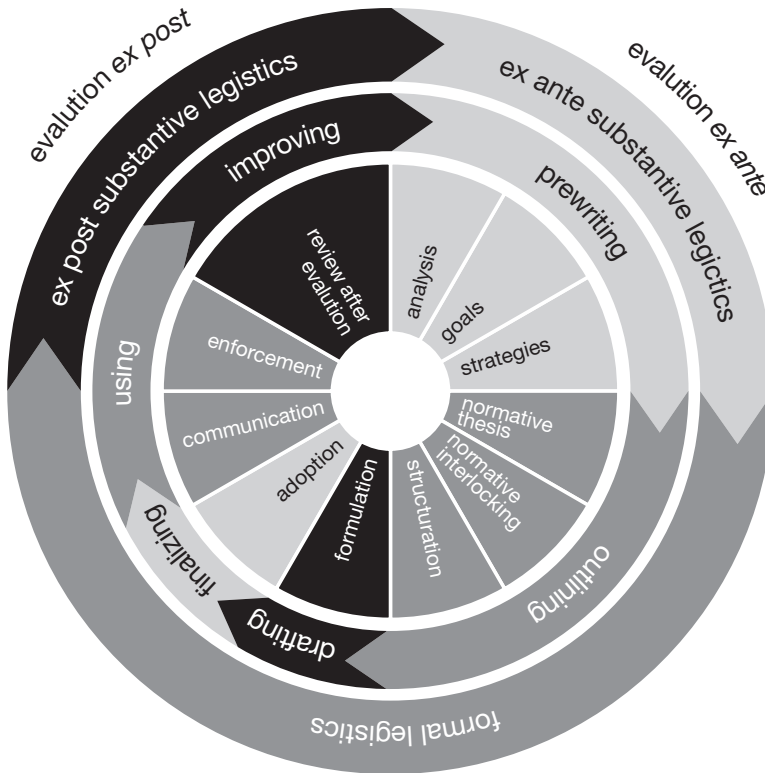 evalution ex post
evalution ex ante
ex post substantive legistics
ex ante substantive legictics
formal legistics
improving
prewriting
outlining
drafting
finalizing
using
review after
evalution
analysis
goals
strategies
normative
thesis
normative
interlocking
structuration
formulation
adoption
communication
enforcement